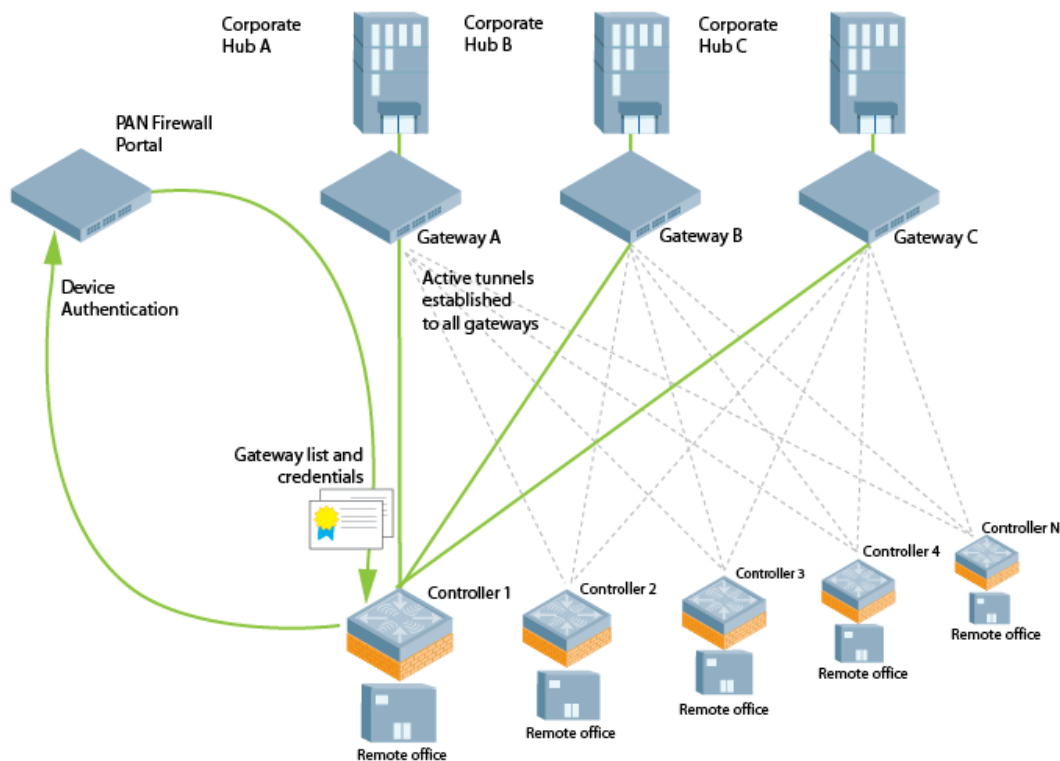 Corporate
Hub A
Corporate
Hub B
Corporate
Hub C
PAN Firewall
Portal
Gateway A
Gateway B
Gateway C
Device
Authentication
Active tunnels
established
to all gateways
Gateway list and
credentials
Controller 1
Controller 2
Controller 3
Controller 4
Controller N
Remote office
Remote office
Remote office
Remote office
Remote office